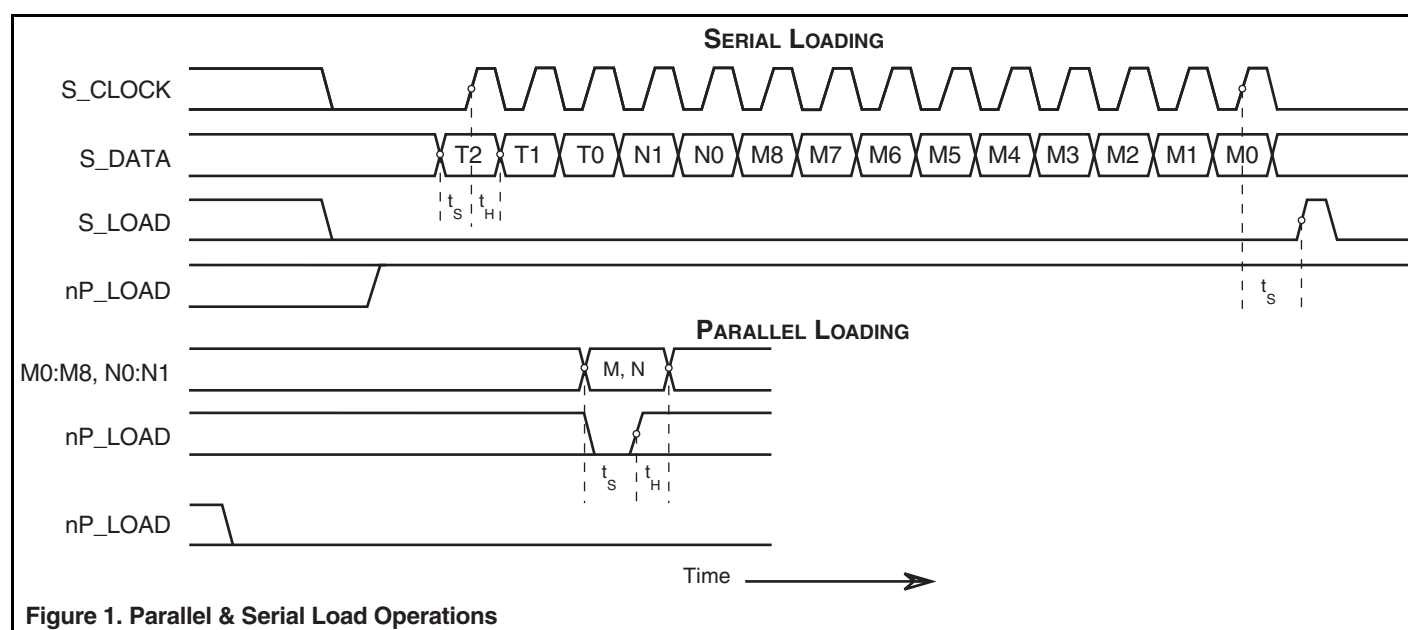 SERIAL LOADING
S_CLOCK
S_DATA T2 T1 T0 N1 N0 M8 M7 M6 M5 M4 M3 M2 M1 M0
tS tH
S_LOAD
nP_LOAD
tS
PARALLEL LOADING
M0:M8, N0:N1 M, N
nP_LOAD
tS tH
nP_LOAD
Time
Figure 1. Parallel & Serial Load Operations